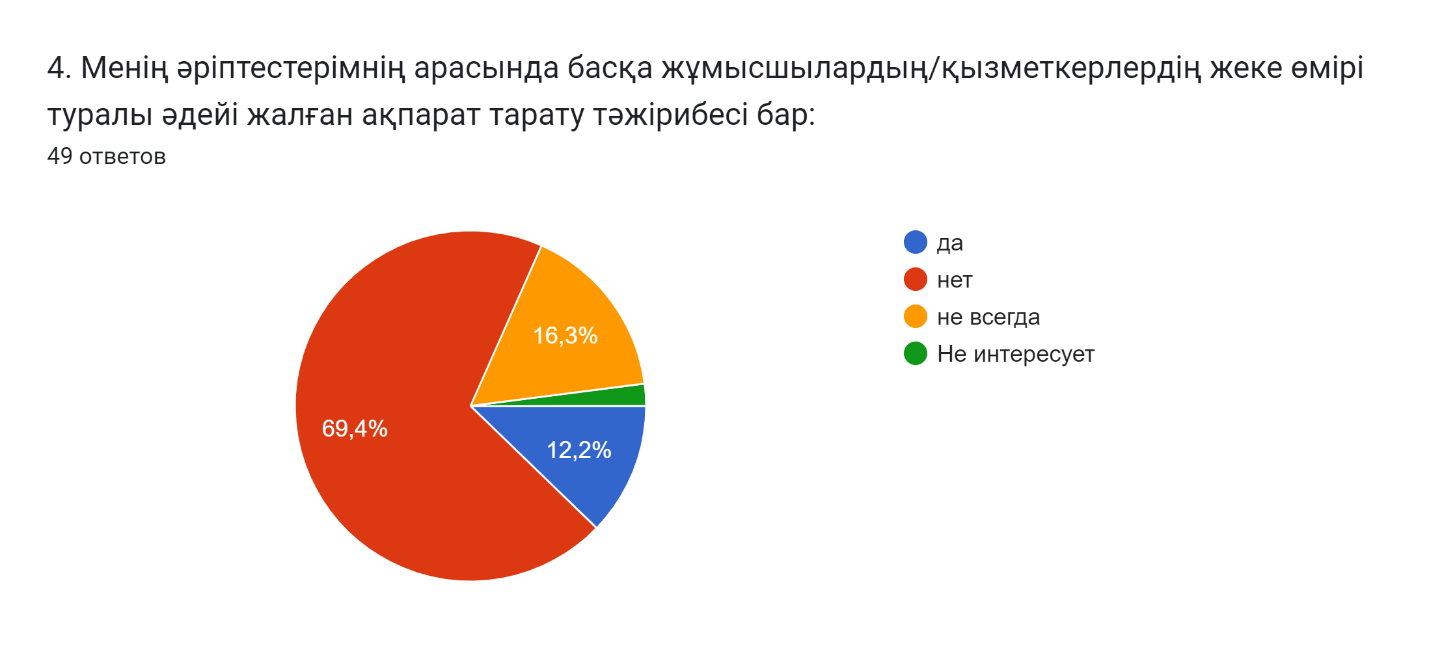 4. Менің әріптестерімнің арасында басқа жұмысшылардың/қызметкерлердің жеке өмірі
туралы әдейі жалған ақпарат тарату тәжірибесі бар:
49 ответов
да
нет
не всегда
Не интересует
16,3%
69,4%
12,2%